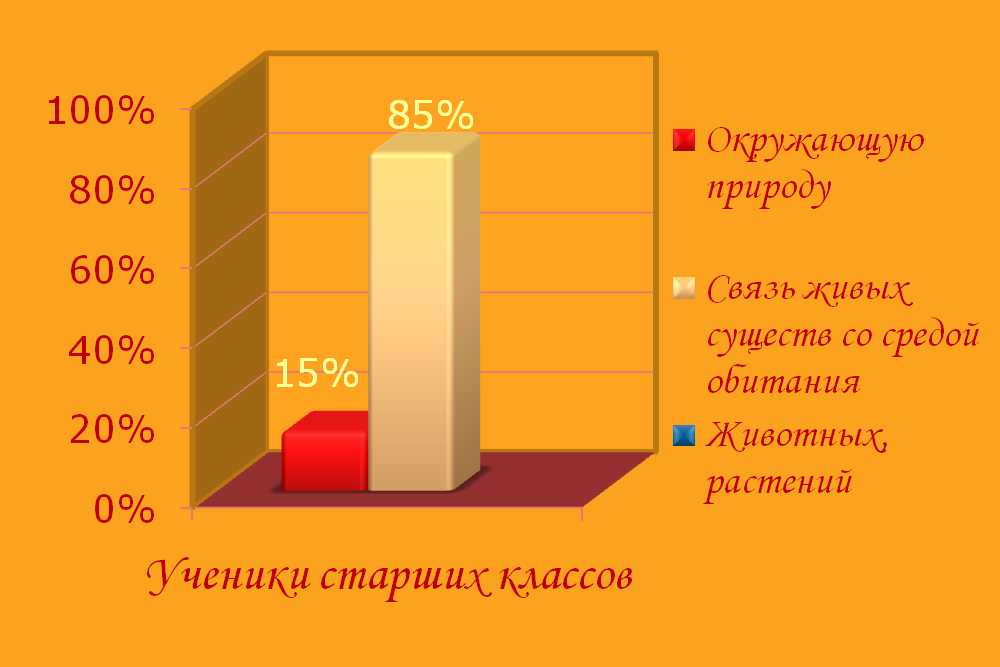 100%
80%
60%
40%
20%
0%
85%
15%
Окружающую
природу
Связь живых
существ со средой
обитания
Животных,
растений
Ученики старших классов